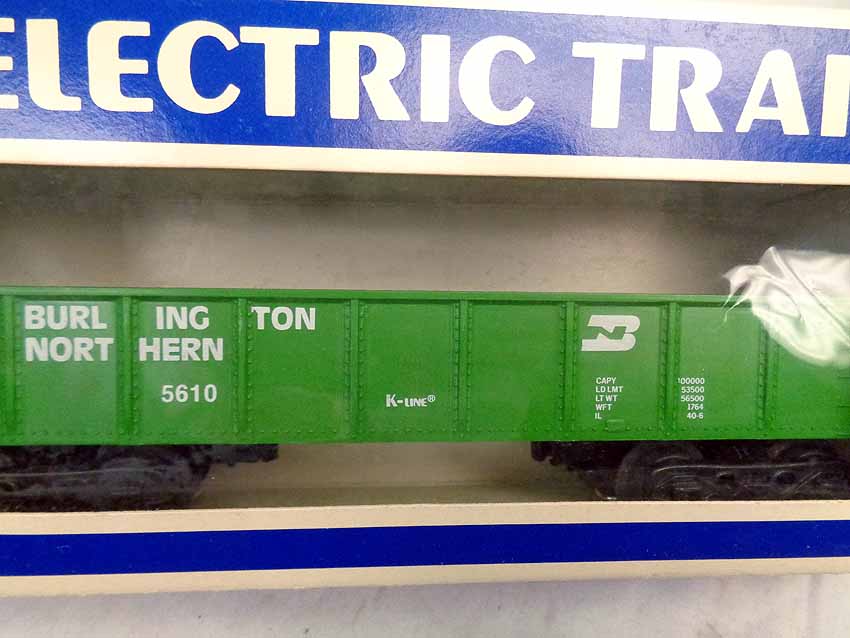 ELECTRIC TRAI
BURL ING TON
NORT HERN
5610
K-LINE®
BN
CAPY 100000
LD LMT 53500
LT WT 56500
WFT 1764
IL 40-6